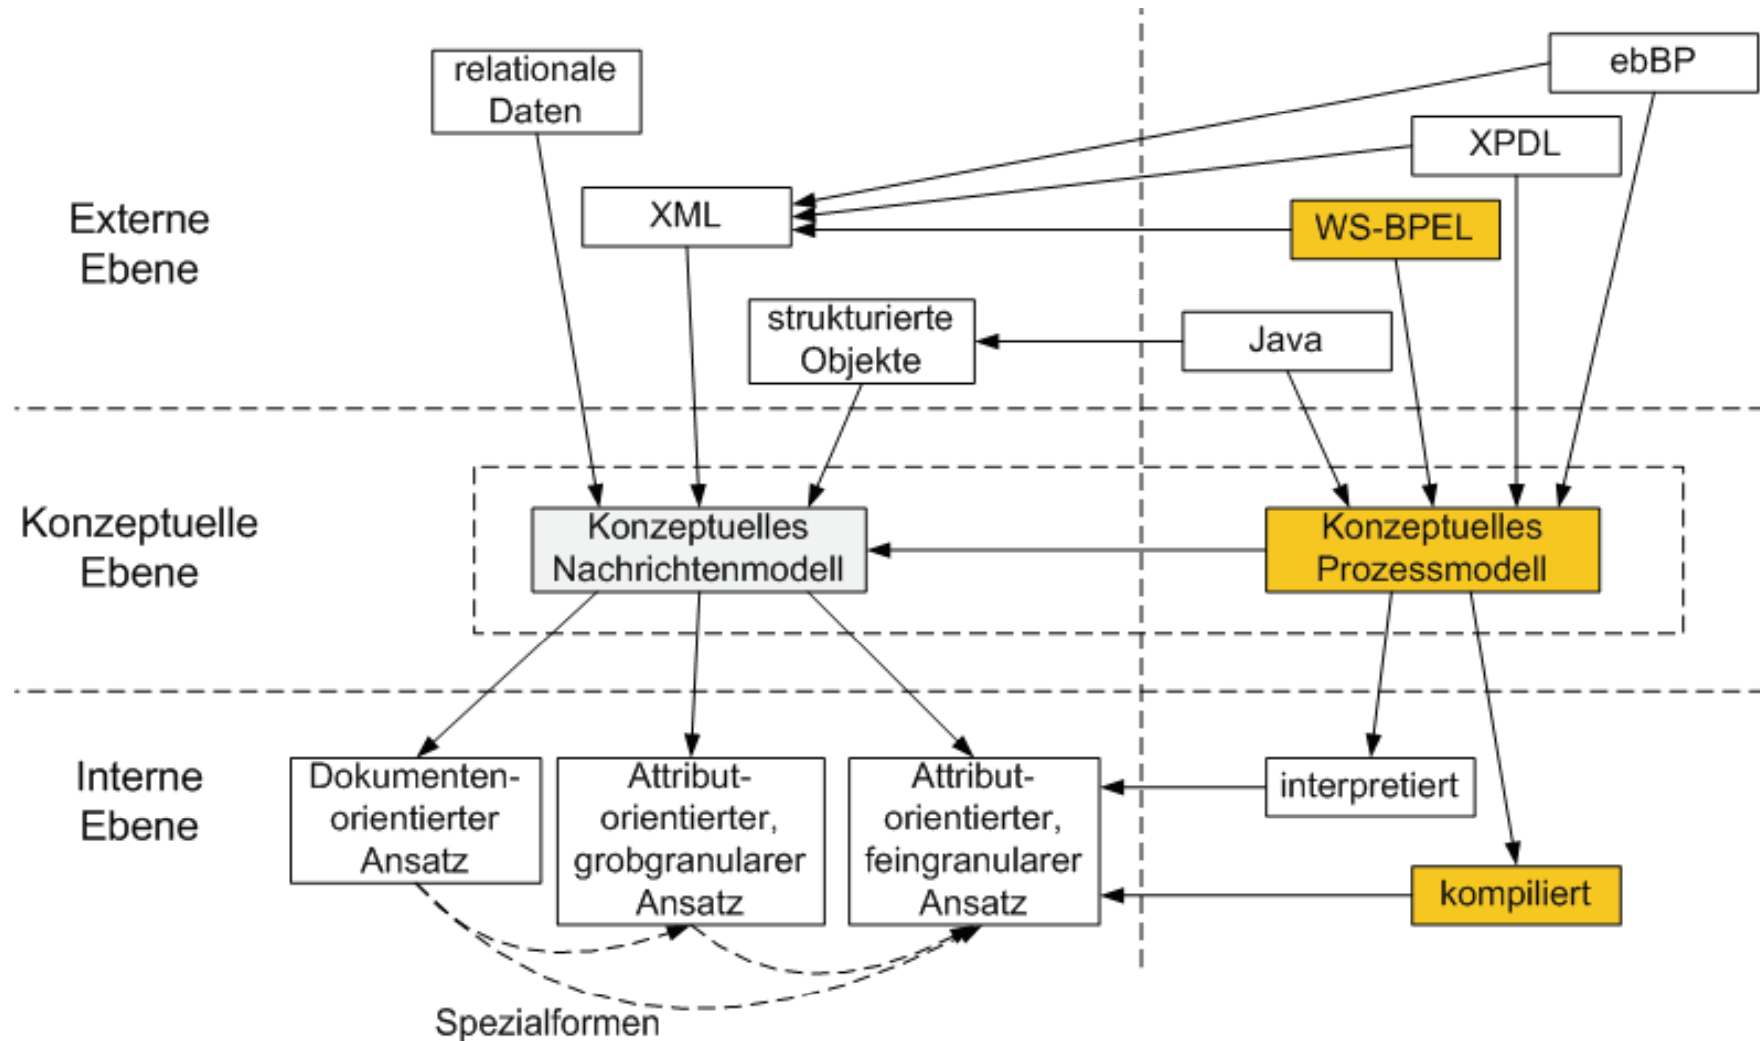 relationale
Daten
ebBP
XPDL
XML
WS-BPEL
Externe
Ebene
strukturierte
Objekte
Java
Konzeptuelle
Ebene
Konzeptuelles
Nachrichtenmodell
Konzeptuelles
Prozessmodell
Interne
Ebene
Dokumenten-
orientierter
Ansatz
Attribut-
orientierter,
grobgranularer
Ansatz
Attribut-
orientierter,
feingranularer
Ansatz
interpretiert
kompiliert
Spezialformen